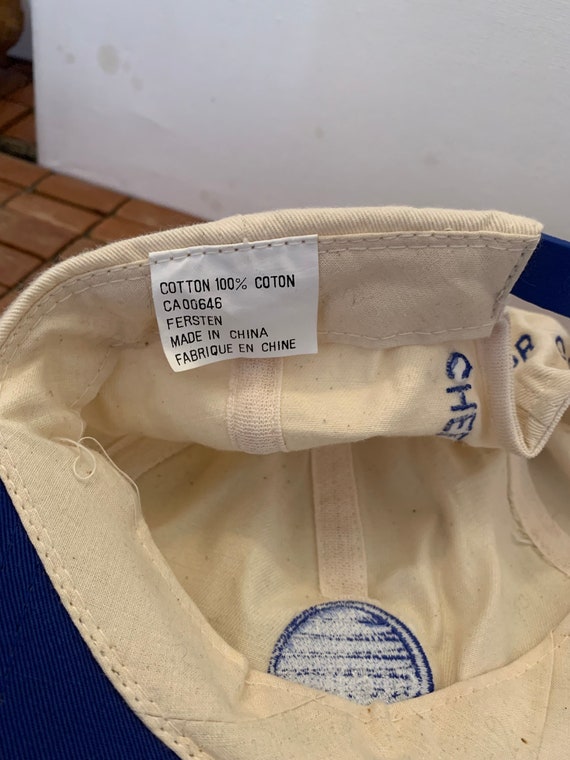 COTTON 100% COTON
CA00646
FERSTEN
MADE IN CHINA
FABRIQUE EN CHINE